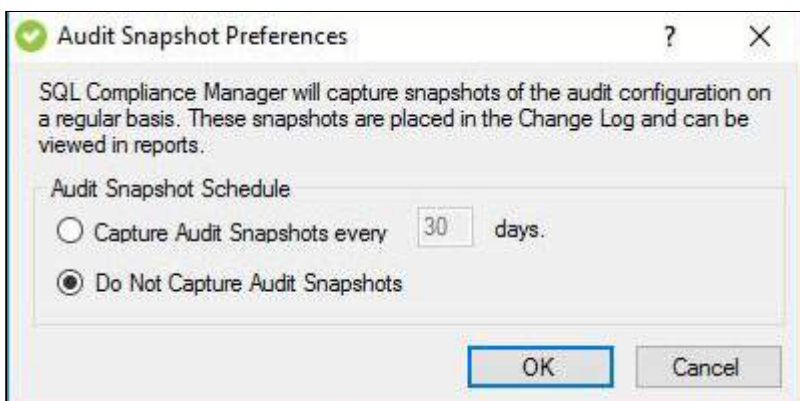 Audit Snapshot Preferences ?
SQL Compliance Manager will capture snapshots of the audit configuration on
a regular basis. These snapshots are placed in the Change Log and can be
viewed in reports.
Audit Snapshot Schedule
Capture Audit Snapshots every 30 days.
Do Not Capture Audit Snapshots
OK Cancel